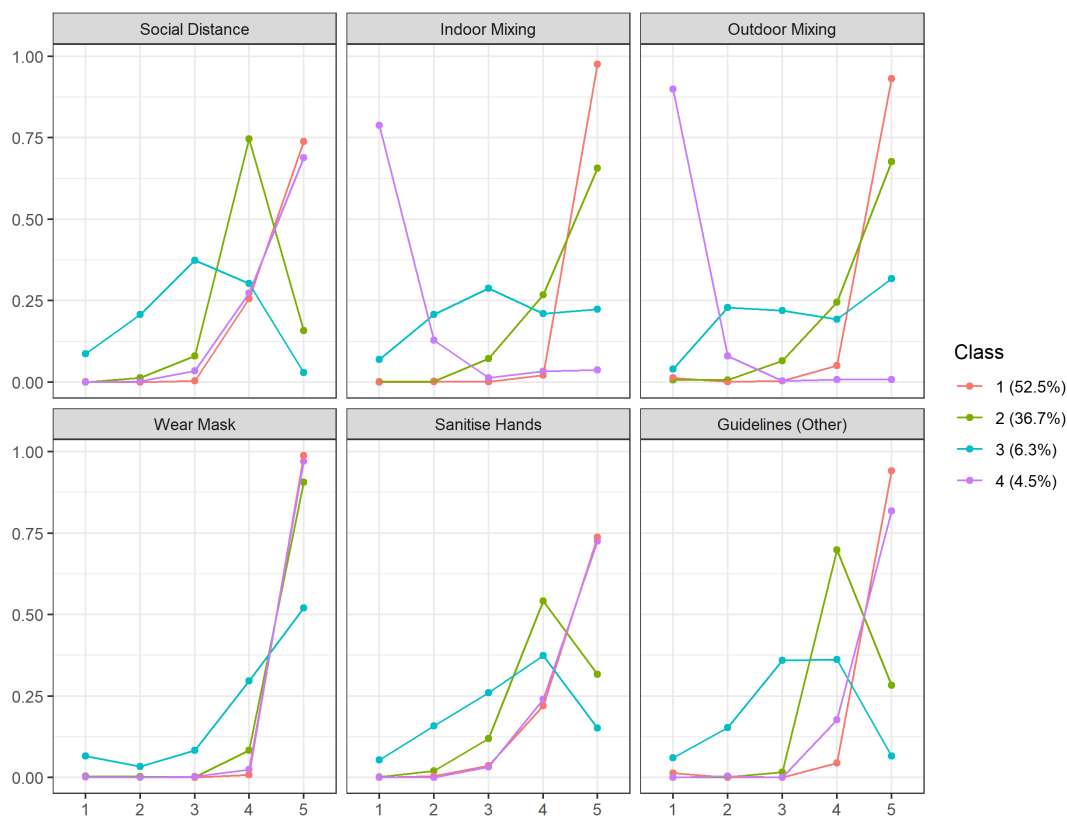 Social Distance
Indoor Mixing
Outdoor Mixing
1.00
0.75
0.50
0.25
0.00
Wear Mask
Sanitise Hands
Guidelines (Other)
1.00
0.75
0.50
0.25
0.00
1 2 3 4 5
1 2 3 4 5
1 2 3 4 5
Class
1 (52.5%)
2 (36.7%)
3 (6.3%)
4 (4.5%)